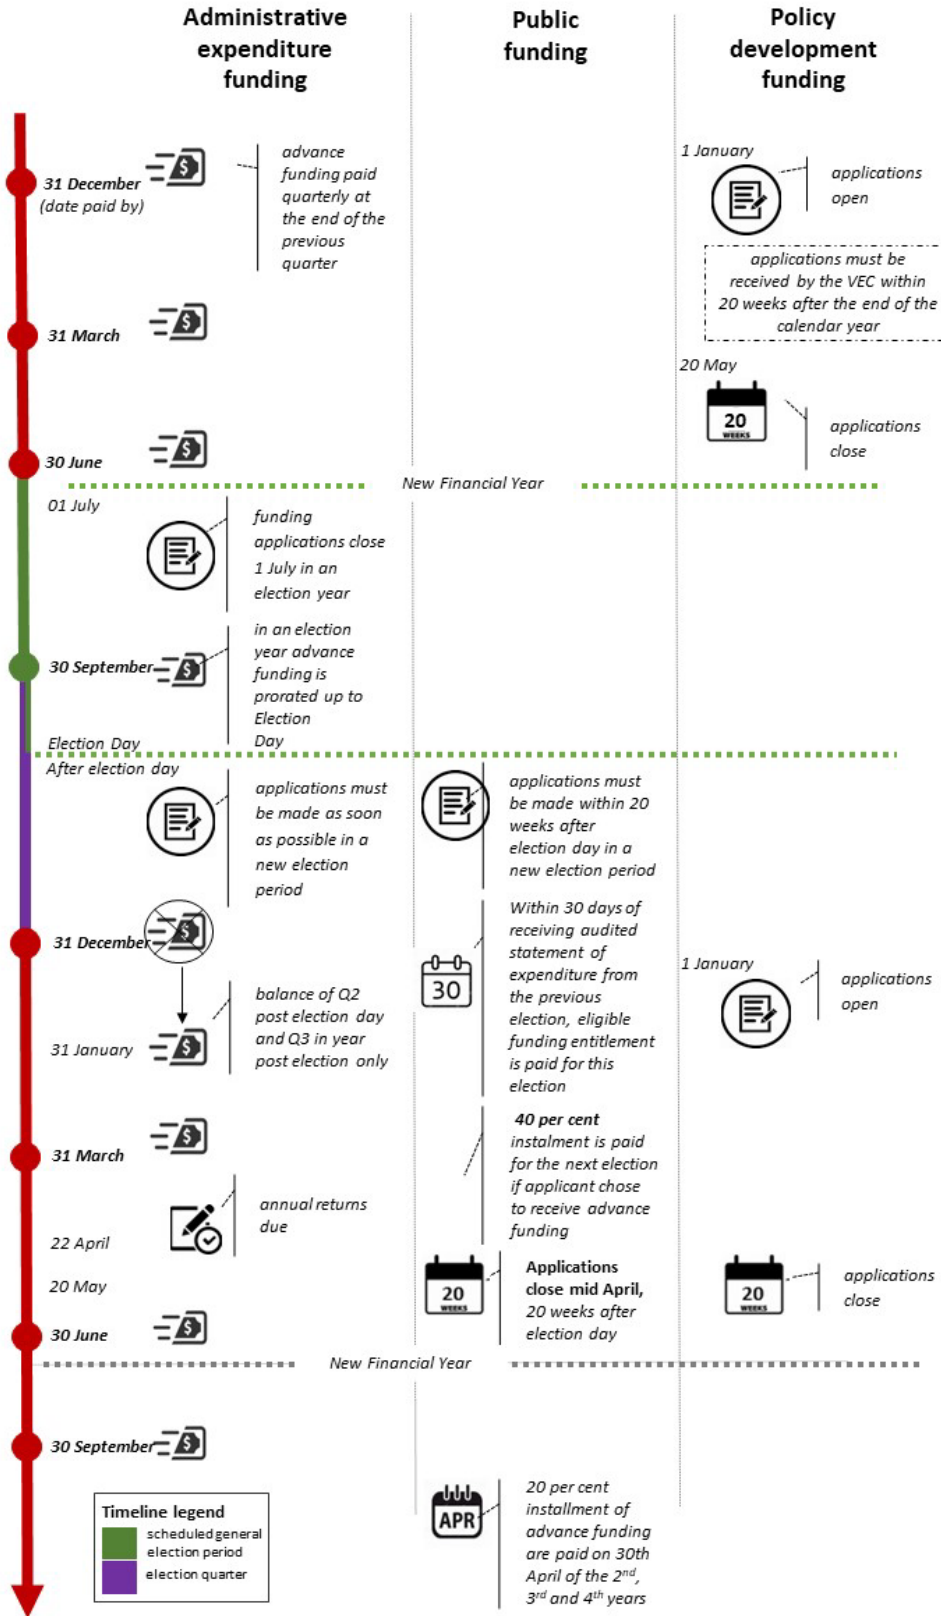 Administrative
expenditure
funding
Public
funding
Policy
development
funding
31 December
(date paid by)
$
advance
funding paid
quarterly at
the end of the
previous
quarter
1 January
applications
open
applications must be
received by the VEC within
20 weeks after the end of the
calendar year
31 March
$
20 May
20
WEEKS
applications
close
30 June
$
New Financial Year
01 July
funding
applications close
1 July in an
election year
30 September
$
in an election
year advance
funding is
prorated up to
Election
Day
Election Day
After election day
applications must
be made as soon
as possible in a
new election
period
applications must
be made within 20
weeks after
election day in a
new election period
31 December
$
Within 30 days of
receiving audited
statement of
expenditure from
the previous
election, eligible
funding entitlement
is paid for this
election
30
1 January
applications
open
31 January
$
balance of Q2
post election day
and Q3 in year
post election only
40 per cent
instalment is paid
for the next election
if applicant chose
to receive advance
funding
31 March
$
22 April
annual returns
due
20 May
20
WEEKS
Applications
close mid April,
20 weeks after
election day
20
WEEKS
applications
close
30 June
$
New Financial Year
30 September
$
APR
20 per cent
installment of
advance funding
are paid on 30th
April of the 2nd,
3rd and 4th years
Timeline legend
scheduled general
election period
election quarter